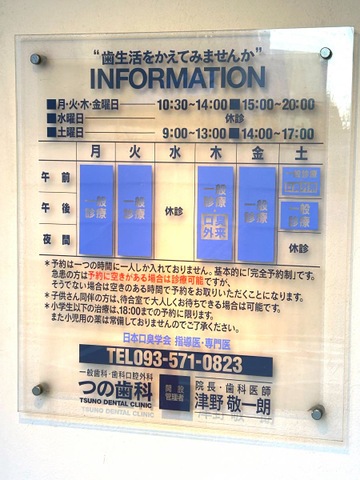 “歯生活をかえてみませんか”
INFORMATION
■月・火・木・金曜日 10:30~14:00 ■15:00~20:00
■水曜日 休診
■土曜日 9:00~13:00 ■14:00~17:00
月 火 水 木 金 土
午前
午後
夜間
一般診療
一般診療
休診
一般診療
口臭外来
一般診療
一般診療
一般診療
休診
＊予約は一つの時間に一人しか入れておりません。基本的に「完全予約制」です。
急患の方は予約に空きがある場合は診療可能ですが、
そうでない場合は空きのある時間で予約をお取りいただくことになります。
＊子供さん同伴の方は、待合室で大人しくお待ちできる場合は可能です。
＊小学生以下の治療は、18:00までの予約に限ります。
また小児用の薬は常備しておりませんのでご了承ください。
日本口臭学会 指導医・専門医
TEL093-571-0823
一般歯科・歯科口腔外科
つの歯科
TSUNO DENTAL CLINIC
開設
管理者
院長・歯科医師
津野 敬一朗